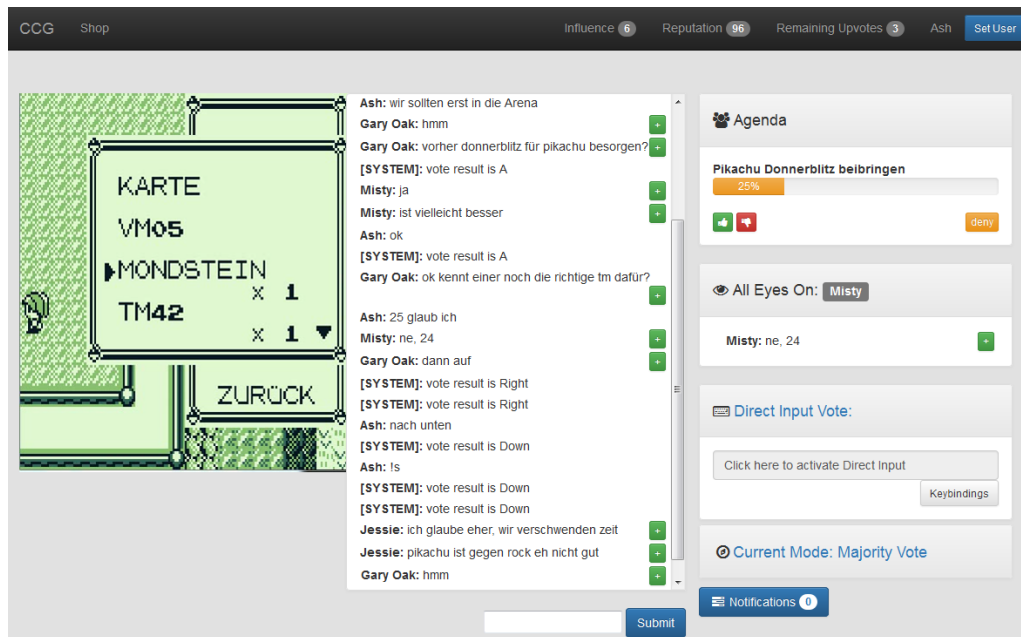 CCG Shop Influence 6 Reputation 96 Remaining Upvotes 3 Ash Set User
KARTE
VM05
MONDSTEIN
x 1
TM42
x 1
ZURÜCK
Ash: wir sollten erst in die Arena
Gary Oak: hmm
Gary Oak: vorher donnerblitz für pikachu besorgen?
[SYSTEM]: vote result is A
Misty: ja
Misty: ist vielleicht besser
Ash: ok
[SYSTEM]: vote result is A
Gary Oak: ok kennt einer noch die richtige tm dafür?
Ash: 25 glaub ich
Misty: ne, 24
Gary Oak: dann auf
[SYSTEM]: vote result is Right
[SYSTEM]: vote result is Right
Ash: nach unten
[SYSTEM]: vote result is Down
Ash: !s
[SYSTEM]: vote result is Down
[SYSTEM]: vote result is Down
Jessie: ich glaube eher, wir verschwenden zeit
Jessie: pikachu ist gegen rock eh nicht gut
Gary Oak: hmm
Submit
Agenda
Pikachu Donnerblitz beibringen
25%
deny
All Eyes On: Misty
Misty: ne, 24
Direct Input Vote:
Click here to activate Direct Input
Keybindings
Current Mode: Majority Vote
Notifications 0